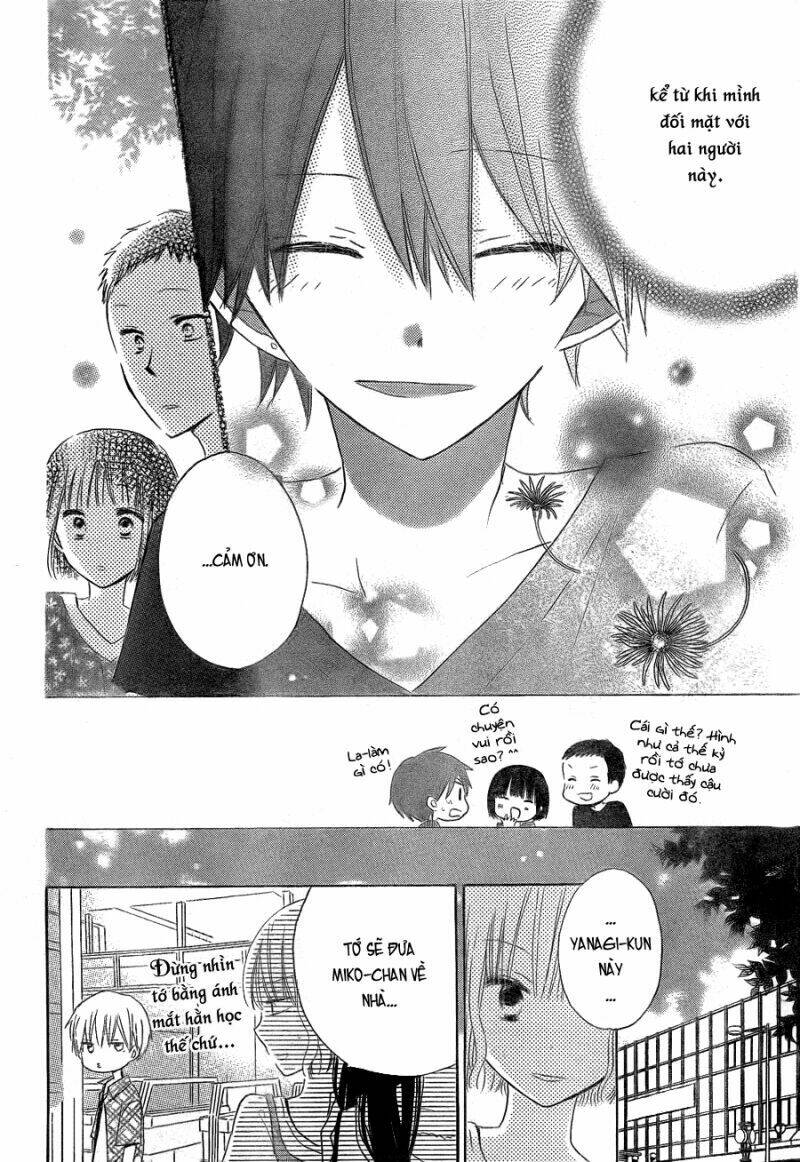 kể từ khi mình
đối mặt với
hai người
này.
...CẢM ƠN.
Có
chuyện
vui rồi
sao? ^^
Cái gì thế? Hình
như cả thế kỷ
rồi tớ chưa
được thấy cậu
cười đó.
La-làm
gì có!
...
YANAGI-KUN
NÀY
...
TỚ SẼ ĐƯA
MIKO-CHAN VỀ
NHÀ...
Đừng nhìn
tớ bằng ánh
mắt hằn học
thế chứ...